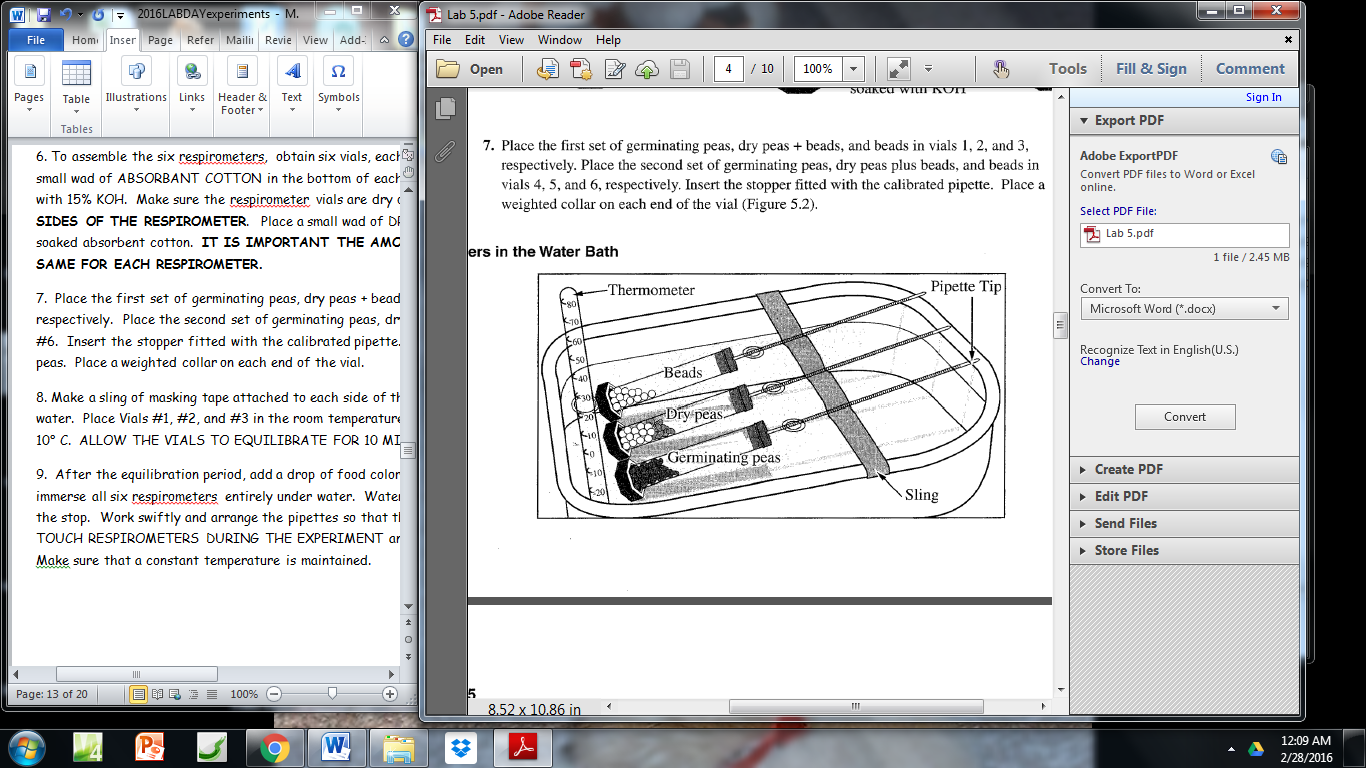 2016LABDAYexperiments - M.
File Home Inser Page Refer Mailin Revie View Add-
Pages Table Illustrations Links Header & Footer Text Symbols
Tables
6. To assemble the six respirometers, obtain six vials, each
small wad of ABSORBANT COTTON in the bottom of each
with 15% KOH. Make sure the respirometer vials are dry o
SIDES OF THE RESPIROMETER. Place a small wad of DR
soaked absorbent cotton. IT IS IMPORTANT THE AMO
SAME FOR EACH RESPIROMETER.
7. Place the first set of germinating peas, dry peas + bead
respectively. Place the second set of germinating peas, dr
#6. Insert the stopper fitted with the calibrated pipette.
peas. Place a weighted collar on each end of the vial.
8. Make a sling of masking tape attached to each side of th
water. Place Vials #1, #2, and #3 in the room temperature
10° C. ALLOW THE VIALS TO EQUILIBRATE FOR 10 MI
9. After the equilibration period, add a drop of food color
immerse all six respirometers entirely under water. Water
the stop. Work swiftly and arrange the pipettes so that th
TOUCH RESPIROMETERS DURING THE EXPERIMENT an
Make sure that a constant temperature is maintained.
Page: 13 of 20
100%
Lab 5.pdf - Adobe Reader
File Edit View Window Help
Open 4 / 10 100% Tools Fill & Sign Comment
Sign In
soaked with KOH
7. Place the first set of germinating peas, dry peas + beads, and beads in vials 1, 2, and 3,
respectively. Place the second set of germinating peas, dry peas plus beads, and beads in
vials 4, 5, and 6, respectively. Insert the stopper fitted with the calibrated pipette. Place a
weighted collar on each end of the vial (Figure 5.2).
ers in the Water Bath
Thermometer
Pipette Tip
80
70
60
50
40
30
20
10
0
-10
-20
Beads
Dry peas
Germinating peas
Sling
5
8.52 x 10.86 in
Export PDF
Adobe ExportPDF
Convert PDF files to Word or Excel
online.
Select PDF File:
Lab 5.pdf
1 file / 2.45 MB
Convert To:
Microsoft Word (*.docx)
Recognize Text in English(U.S.)
Change
Convert
Create PDF
Edit PDF
Send Files
Store Files
12:09 AM
2/28/2016